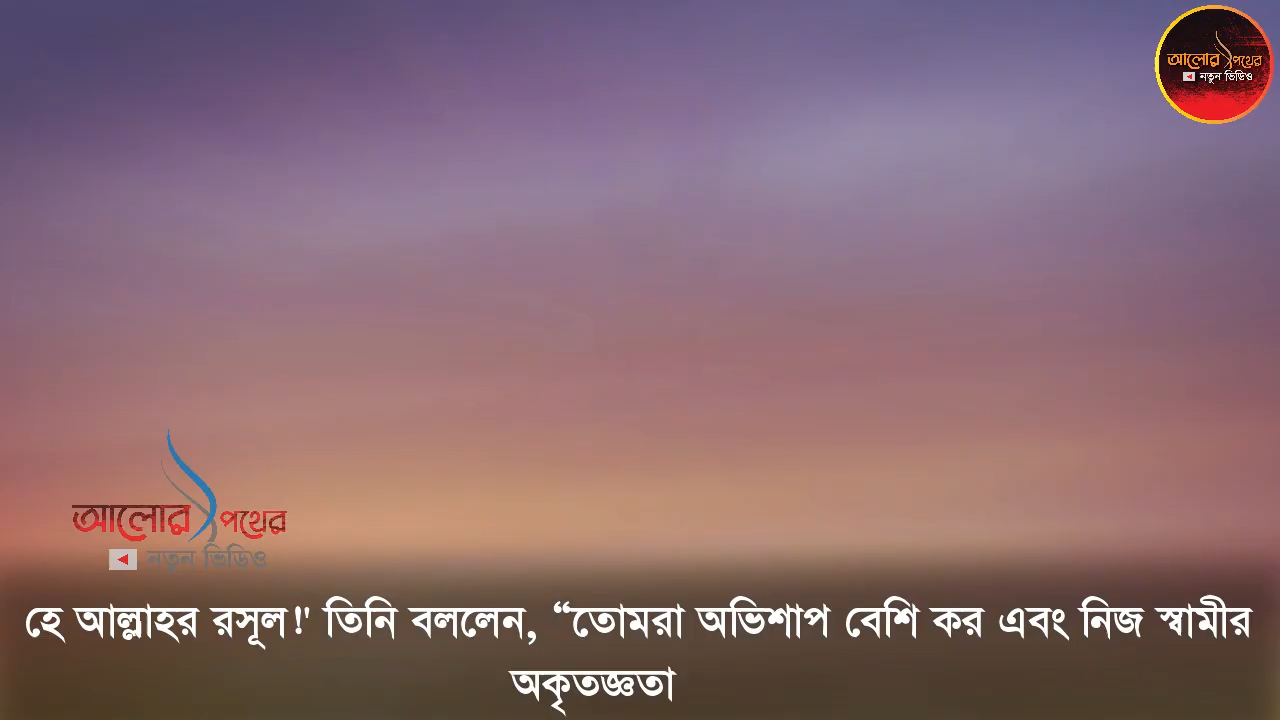 আলোর পথের
নতুন ভিডিও
আলোর পথের
নতুন ভিডিও
হে আল্লাহর রসূল!' তিনি বললেন, “তোমরা অভিশাপ বেশি কর এবং নিজ স্বামীর
অকৃতজ্ঞতা